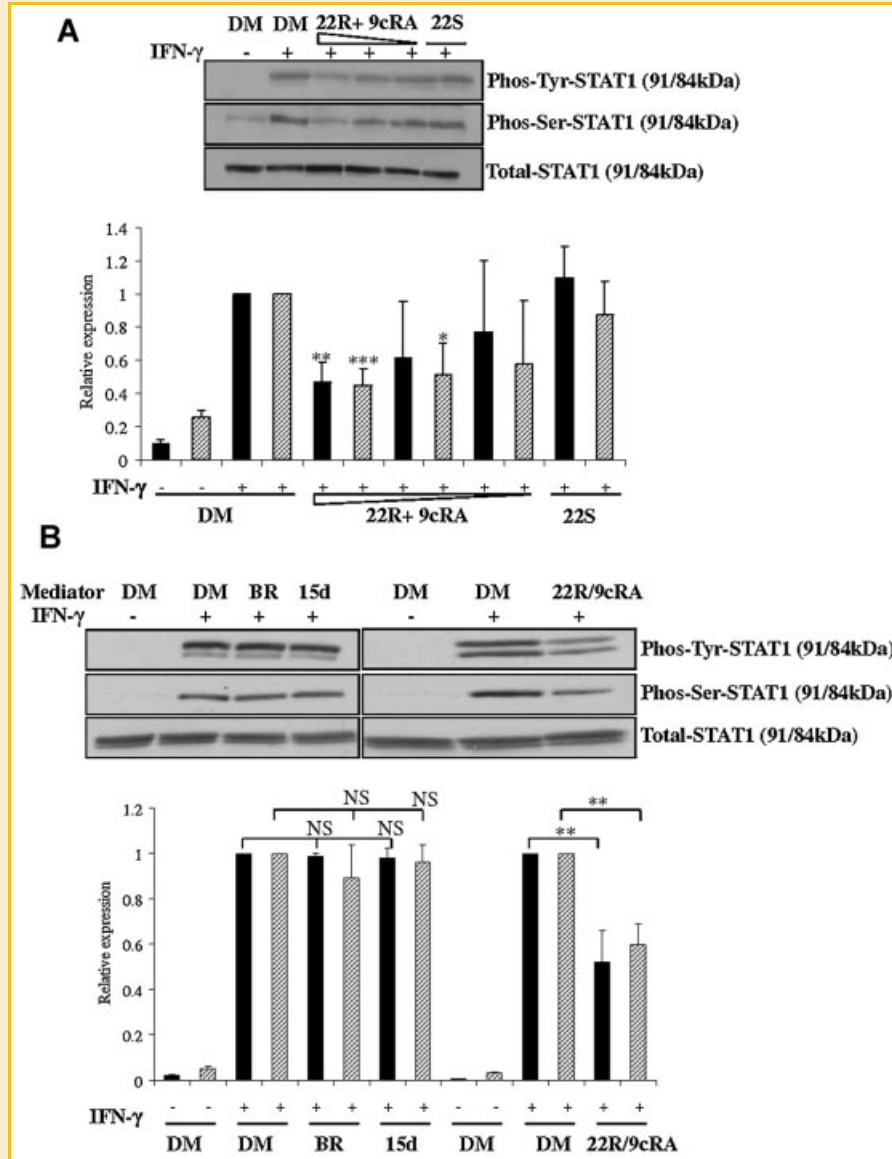 A
DM DM 22R+ 9cRA 22S
IFN-γ - + + + + +
Phos-Tyr-STAT1 (91/84kDa)
Phos-Ser-STAT1 (91/84kDa)
Total-STAT1 (91/84kDa)
1.4
1.2
1
0.8
0.6
0.4
0.2
0
Relative expression
** *** *
IFN-γ - - + + + + + + + + + +
DM 22R+ 9cRA 22S
B
Mediator DM DM BR 15d DM DM 22R/9cRA
IFN-γ - + + + - + +
Phos-Tyr-STAT1 (91/84kDa)
Phos-Ser-STAT1 (91/84kDa)
Total-STAT1 (91/84kDa)
1.2
1
0.8
0.6
0.4
0.2
0
Relative expression
NS NS **
NS NS **
IFN-γ - - + + + + + + - - + + + +
DM DM BR 15d DM DM 22R/9cRA